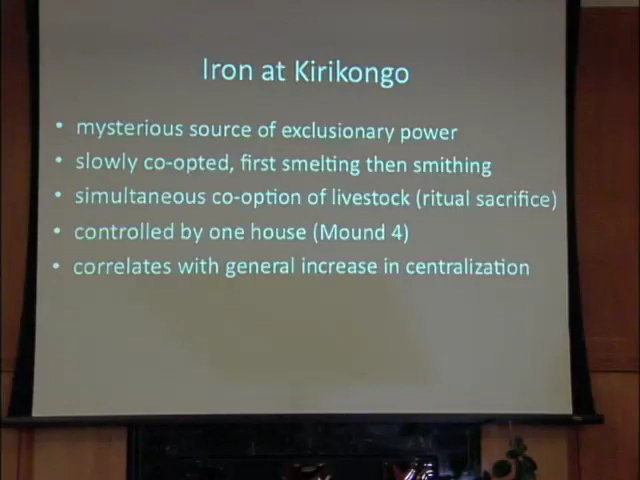 Iron at Kirikongo
• mysterious source of exclusionary power
• slowly co-opted, first smelting then smithing
• simultaneous co-option of livestock (ritual sacrifice)
• controlled by one house (Mound 4)
• correlates with general increase in centralization